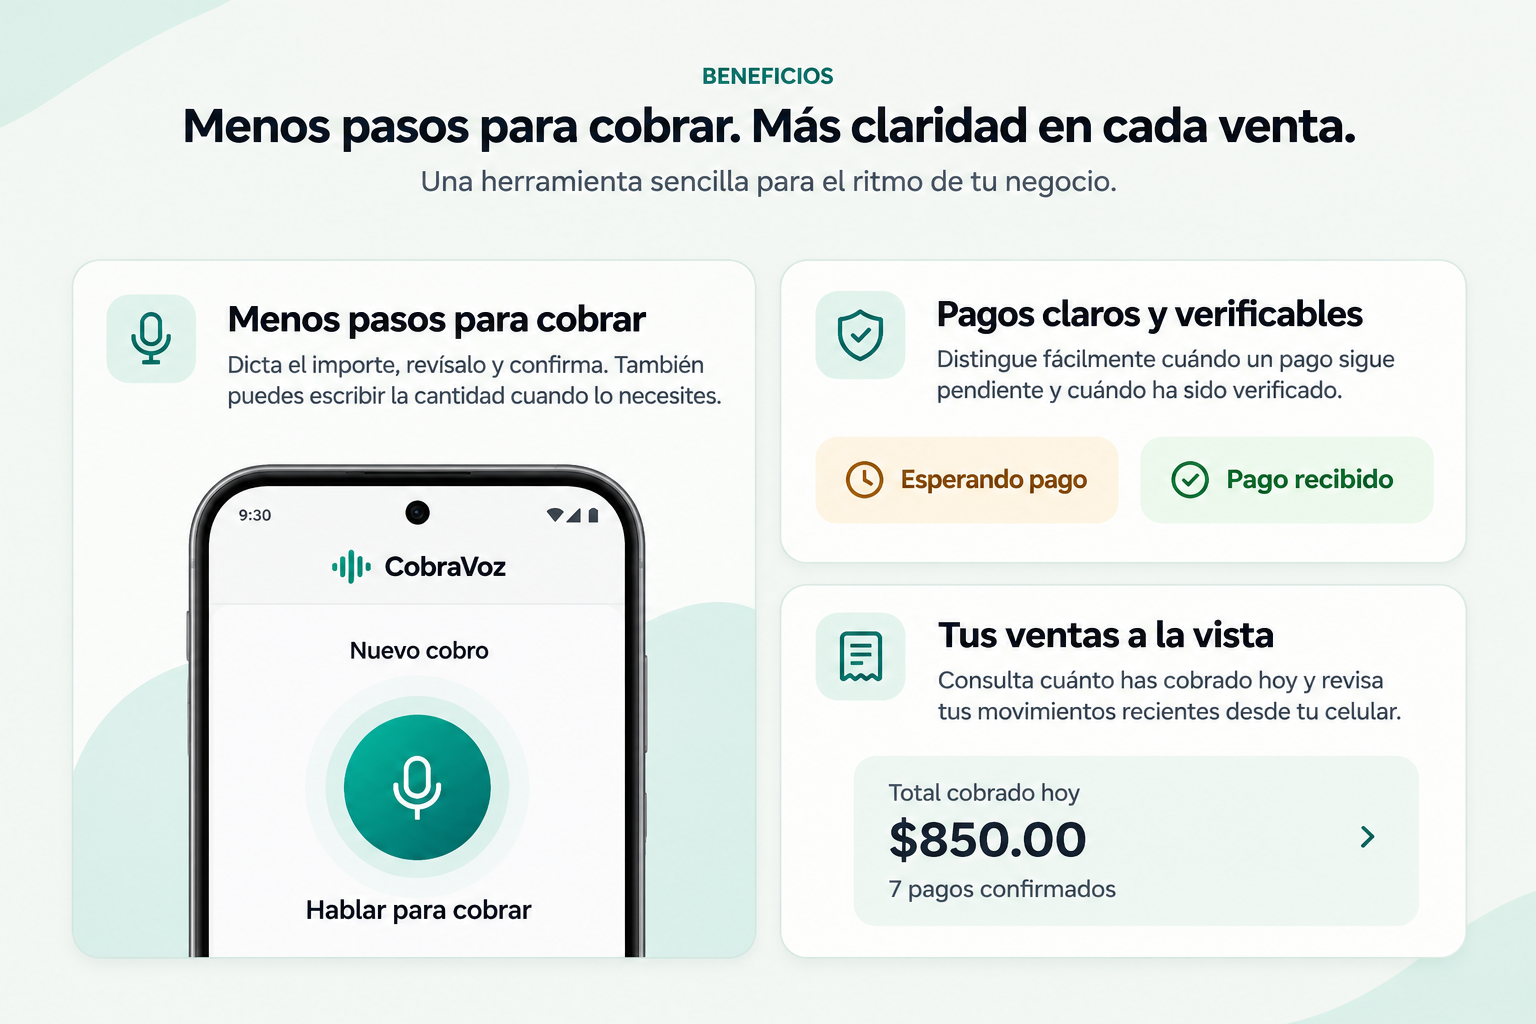 BENEFICIOS
Menos pasos para cobrar. Más claridad en cada venta.
Una herramienta sencilla para el ritmo de tu negocio.
Menos pasos para cobrar
Dicta el importe, revísalo y confirma. También
puedes escribir la cantidad cuando lo necesites.
9:30
CobraVoz
Nuevo cobro
Hablar para cobrar
Pagos claros y verificables
Distingue fácilmente cuándo un pago sigue
pendiente y cuándo ha sido verificado.
Esperando pago
Pago recibido
Tus ventas a la vista
Consulta cuánto has cobrado hoy y revisa
tus movimientos recientes desde tu celular.
Total cobrado hoy
$850.00
7 pagos confirmados